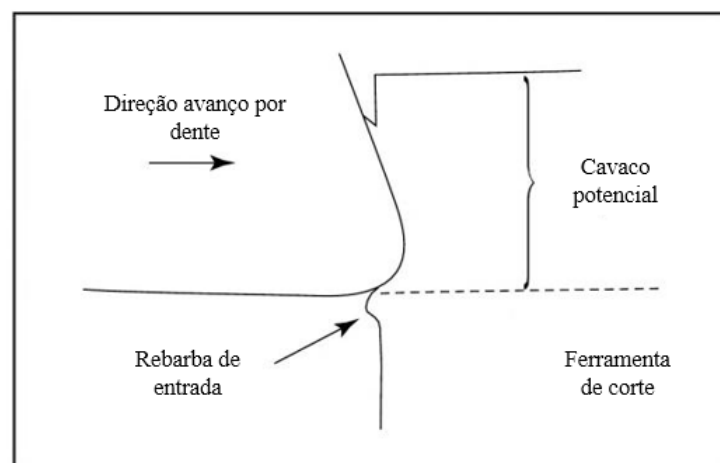 Direção avanço por
dente
Cavaco
potencial
Rebarba de
entrada
Ferramenta
de corte